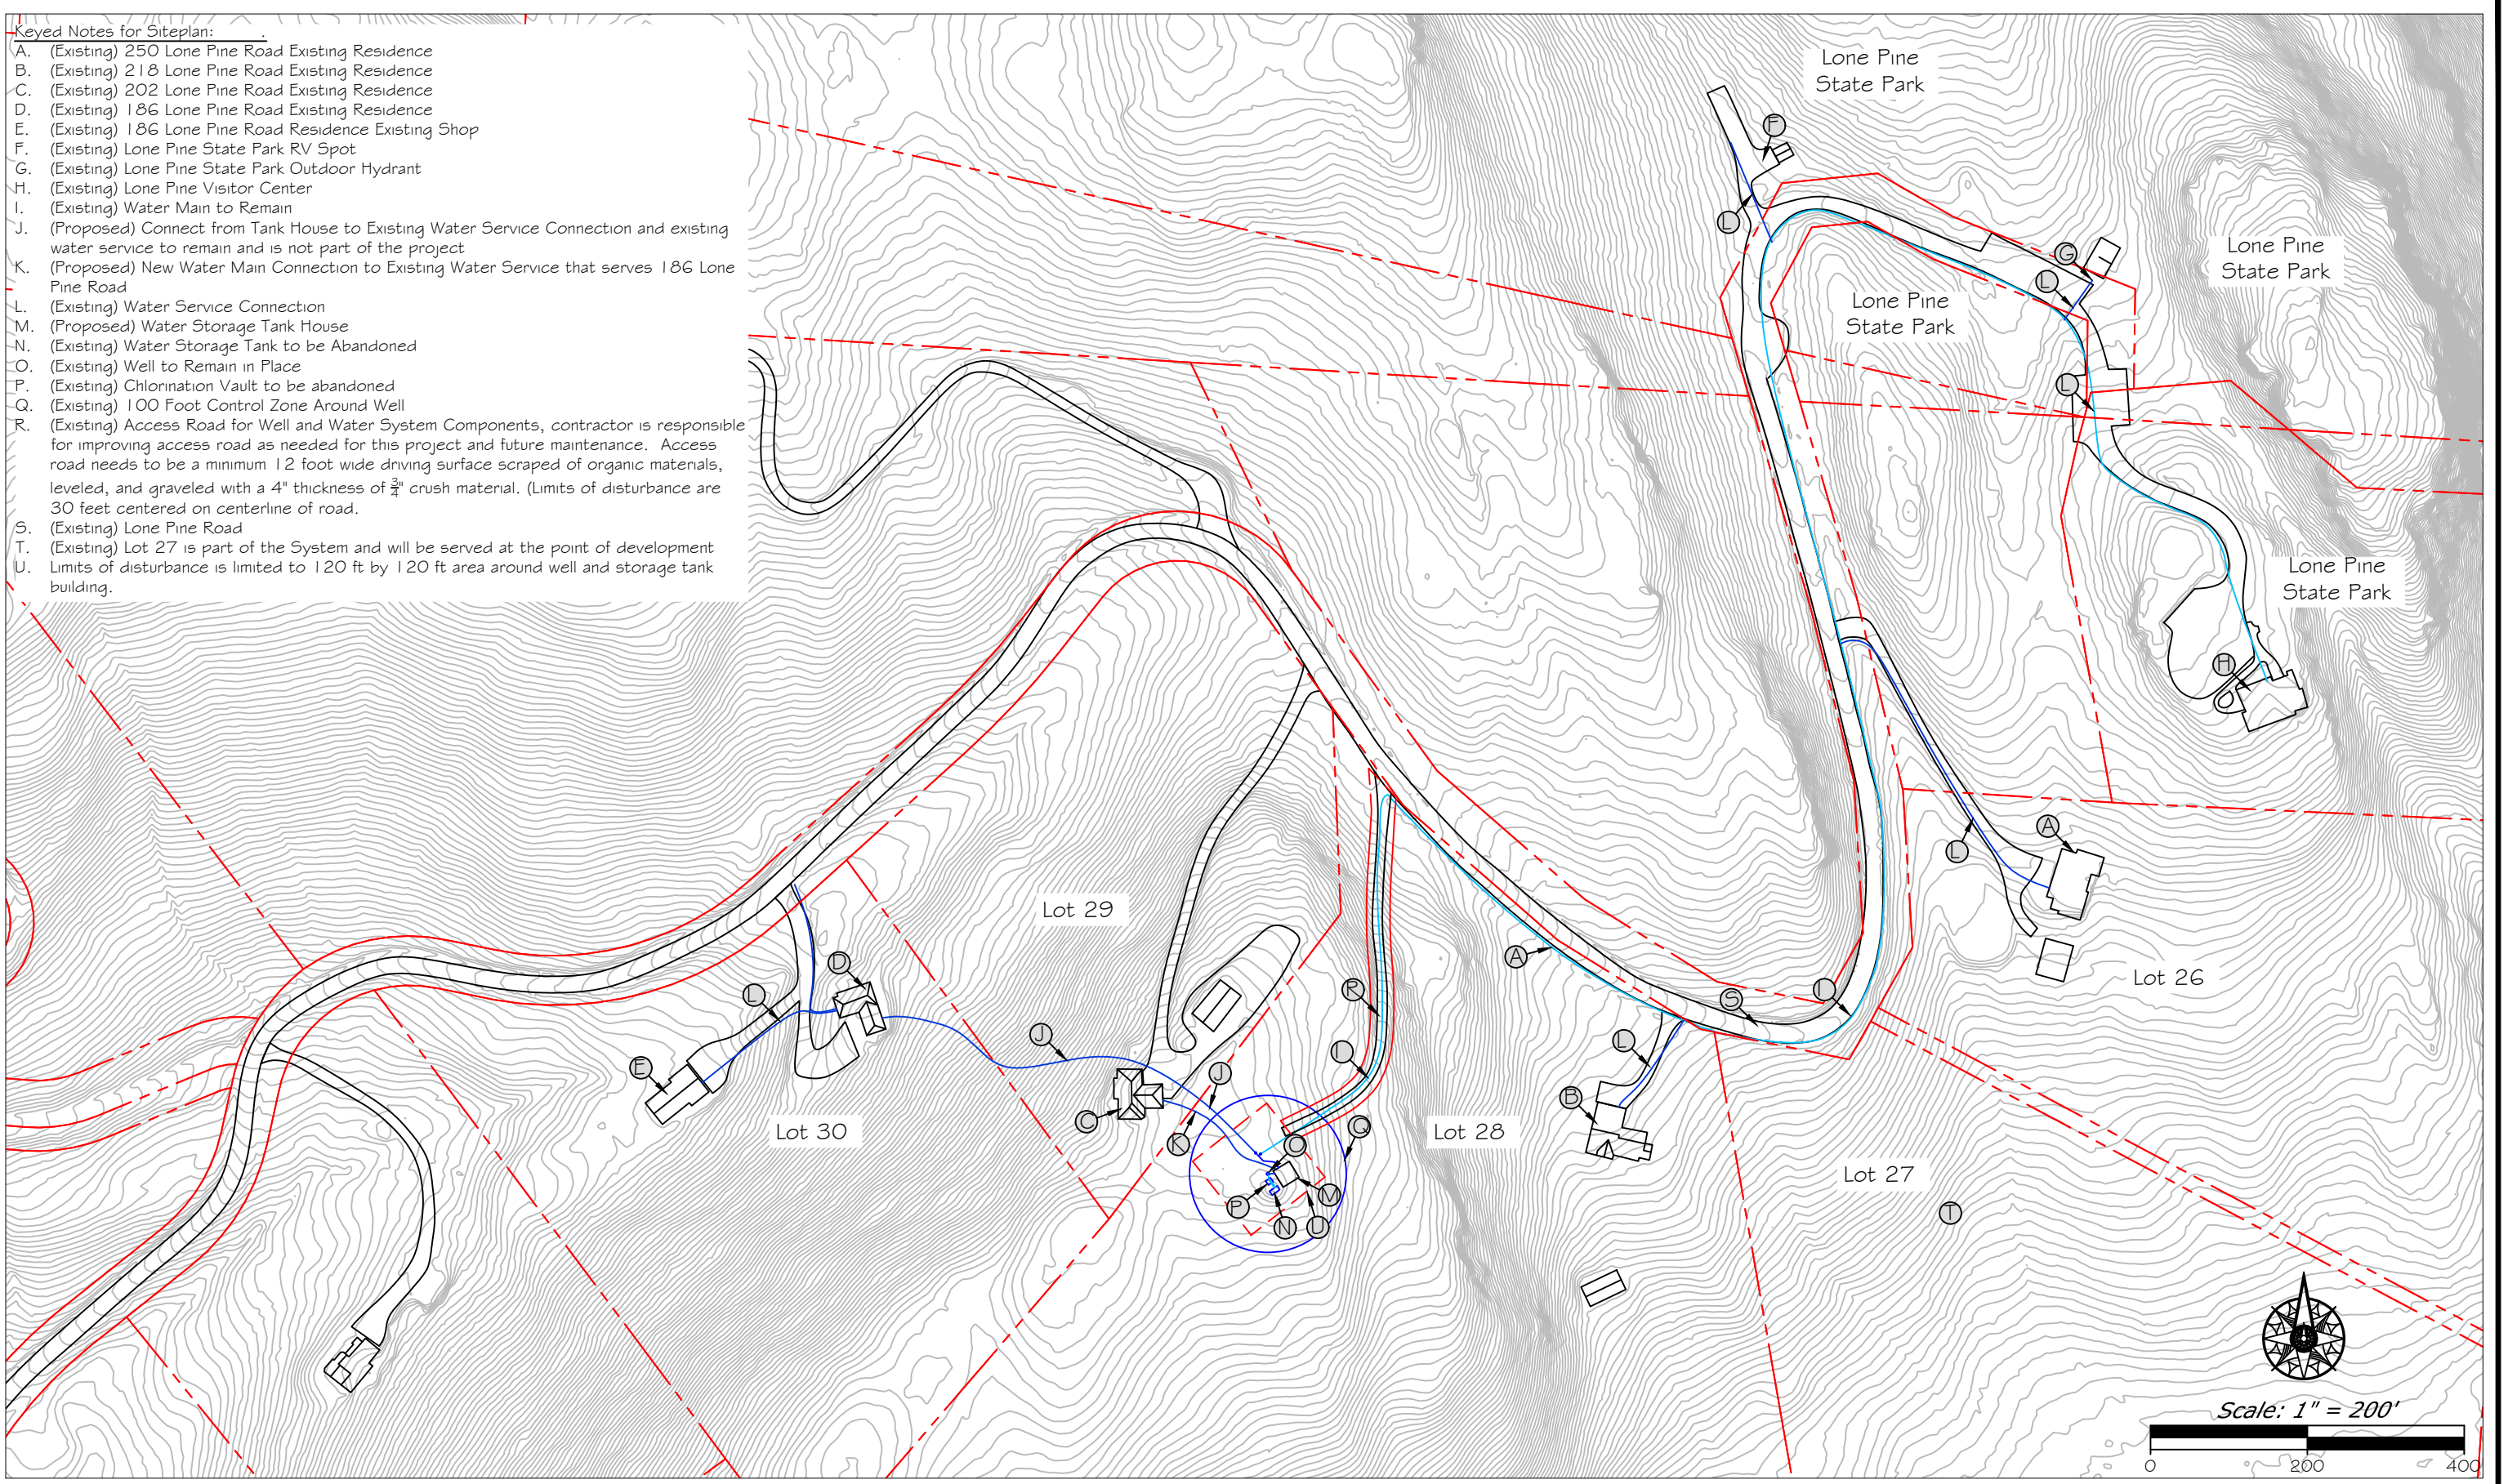 Keyed Notes for Siteplan: .
A. (Existing) 250 Lone Pine Road Existing Residence
B. (Existing) 218 Lone Pine Road Existing Residence
C. (Existing) 202 Lone Pine Road Existing Residence
D. (Existing) 186 Lone Pine Road Existing Residence
E. (Existing) 186 Lone Pine Road Residence Existing Shop
F. (Existing) Lone Pine State Park RV Spot
G. (Existing) Lone Pine State Park Outdoor Hydrant
H. (Existing) Lone Pine Visitor Center
I. (Existing) Water Main to Remain
J. (Proposed) Connect from Tank House to Existing Water Service Connection and existing
water service to remain and is not part of the project
K. (Proposed) New Water Main Connection to Existing Water Service that serves 186 Lone
Pine Road
L. (Existing) Water Service Connection
M. (Proposed) Water Storage Tank House
N. (Existing) Water Storage Tank to be Abandoned
O. (Existing) Well to Remain in Place
P. (Existing) Chlorination Vault to be abandoned
Q. (Existing) 100 Foot Control Zone Around Well
R. (Existing) Access Road for Well and Water System Components, contractor is responsible
for improving access road as needed for this project and future maintenance. Access
road needs to be a minimum 12 foot wide driving surface scraped of organic materials,
leveled, and graveled with a 4" thickness of 3/4" crush material. (Limits of disturbance are
30 feet centered on centerline of road.
S. (Existing) Lone Pine Road
T. (Existing) Lot 27 is part of the System and will be served at the point of development
U. Limits of disturbance is limited to 120 ft by 120 ft area around well and storage tank
building.
Lone Pine
State Park
F
L
G
L
Lone Pine
State Park
Lone Pine
State Park
L
Lone Pine
State Park
H
A
L
Lot 29
A
D
L
R
S
I
Lot 26
J
I
L
E
J
B
C
K
Q
Lot 30
O
Lot 28
Lot 27
P
M
N
U
T
Scale: 1" = 200'
0
200
400